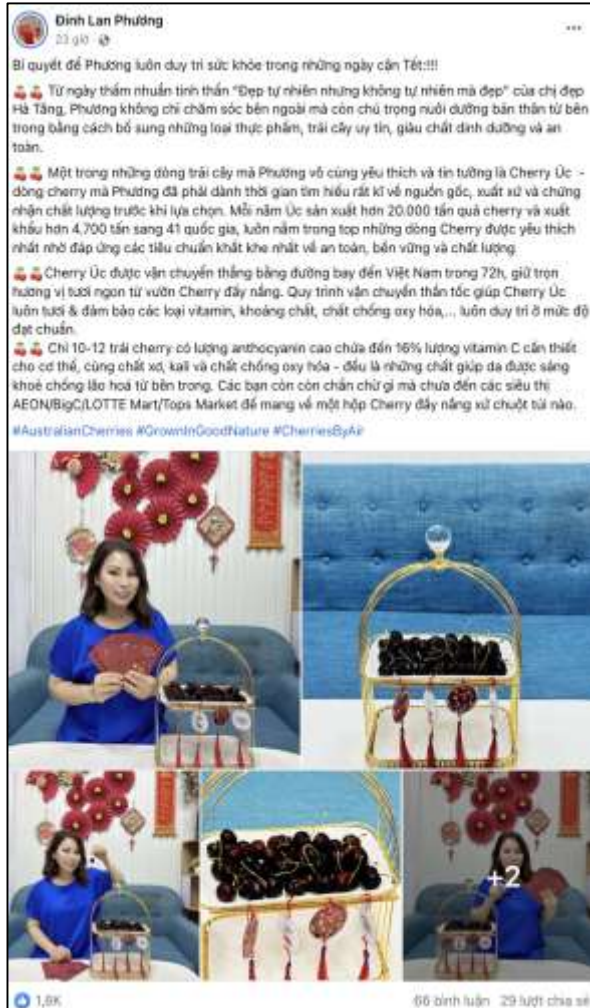 Đinh Lan Phương
23 giờ ·
Bí quyết để Phương luôn duy trì sức khỏe trong những ngày cận Tết:!!!
🍒🍒 Từ ngày thấm nhuần tinh thần "Đẹp tự nhiên nhưng không tự nhiên mà đẹp" của chị đẹp
Hà Tăng, Phương không chỉ chăm sóc bên ngoài mà còn chú trọng nuôi dưỡng bản thân từ bên
trong bằng cách bổ sung những loại thực phẩm, trái cây uy tín, giàu chất dinh dưỡng và an
toàn.
🍒🍒 Một trong những dòng trái cây mà Phương vô cùng yêu thích và tin tưởng là Cherry Úc -
dòng cherry mà Phương đã phải dành thời gian tìm hiểu rất kĩ về nguồn gốc, xuất xứ và chứng
nhận chất lượng trước khi lựa chọn. Mỗi năm Úc sản xuất hơn 20.000 tấn quả cherry và xuất
khẩu hơn 4,700 tấn sang 41 quốc gia, luôn nằm trong top những dòng Cherry được yêu thích
nhất nhờ đáp ứng các tiêu chuẩn khắt khe nhất về an toàn, bền vững và chất lượng.
🍒🍒Cherry Úc được vận chuyển thẳng bằng đường bay đến Việt Nam trong 72h, giữ trọn
hương vị tươi ngon từ vườn Cherry đầy nắng. Quy trình vận chuyển thần tốc giúp Cherry Úc
luôn tươi & đảm bảo các loại vitamin, khoáng chất, chất chống oxy hóa,... luôn duy trì ở mức độ
đạt chuẩn.
🍒🍒 Chỉ 10-12 trái cherry có lượng anthocyanin cao chứa đến 16% lượng vitamin C cần thiết
cho cơ thể, cùng chất xơ, kali và chất chống oxy hóa - đều là những chất giúp da được sáng
khoẻ chống lão hoá từ bên trong. Các bạn còn còn chần chừ gì mà chưa đến các siêu thị
AEON/BigC/LOTTE Mart/Tops Market để mang về một hộp Cherry đầy nắng xứ chuột túi nào.
#AustralianCherries #GrownInGoodNature #CherriesByAir
+2
1,6K
66 bình luận 29 lượt chia sẻ